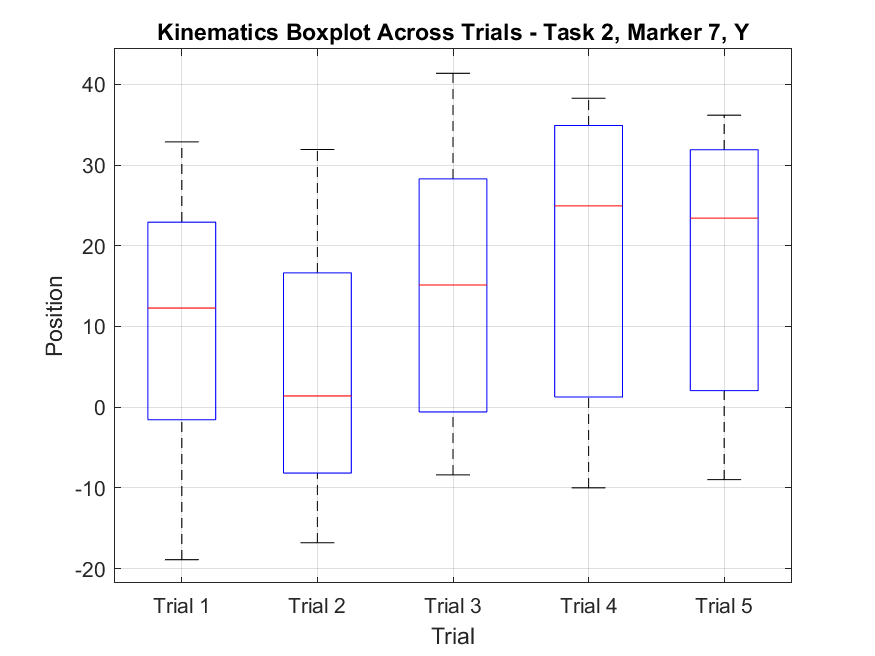 Kinematics Boxplot Across Trials - Task 2, Marker 7, Y
40
30
20
10
0
-10
-20
Position
Trial 1 Trial 2 Trial 3 Trial 4 Trial 5
Trial